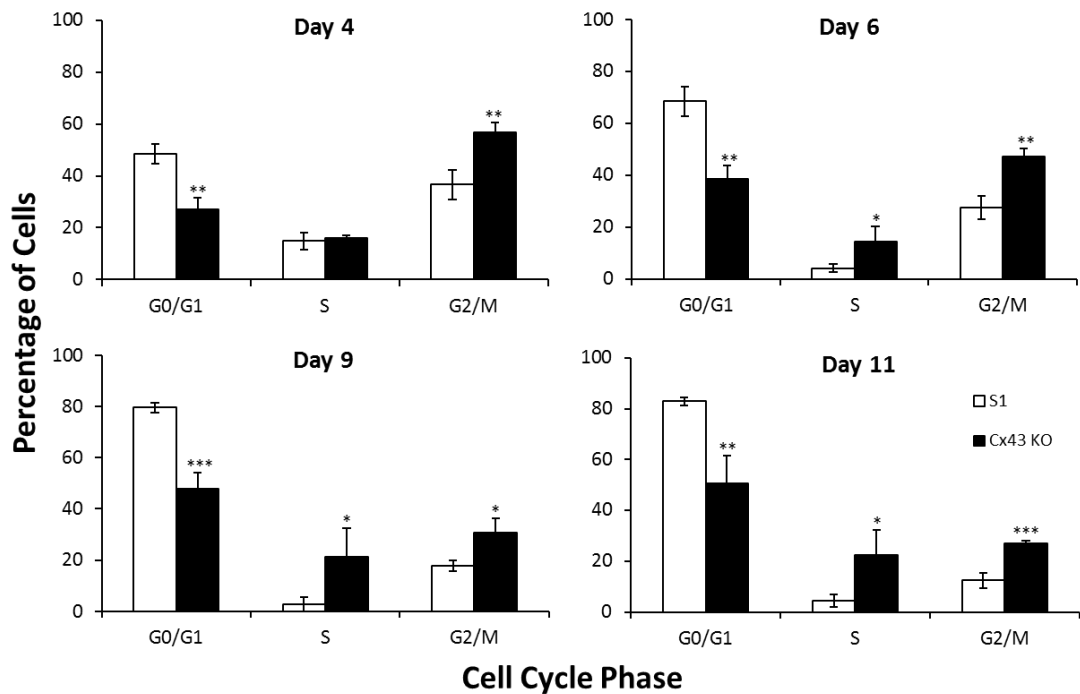 Percentage of Cells
Day 4
100
80
60
40
20
0
**
**
G0/G1 S G2/M
Day 6
100
80
60
40
20
0
**
*
**
G0/G1 S G2/M
Day 9
100
80
60
40
20
0
***
*
*
G0/G1 S G2/M
Day 11
100
80
60
40
20
0
**
*
***
G0/G1 S G2/M
S1
Cx43 KO
Cell Cycle Phase